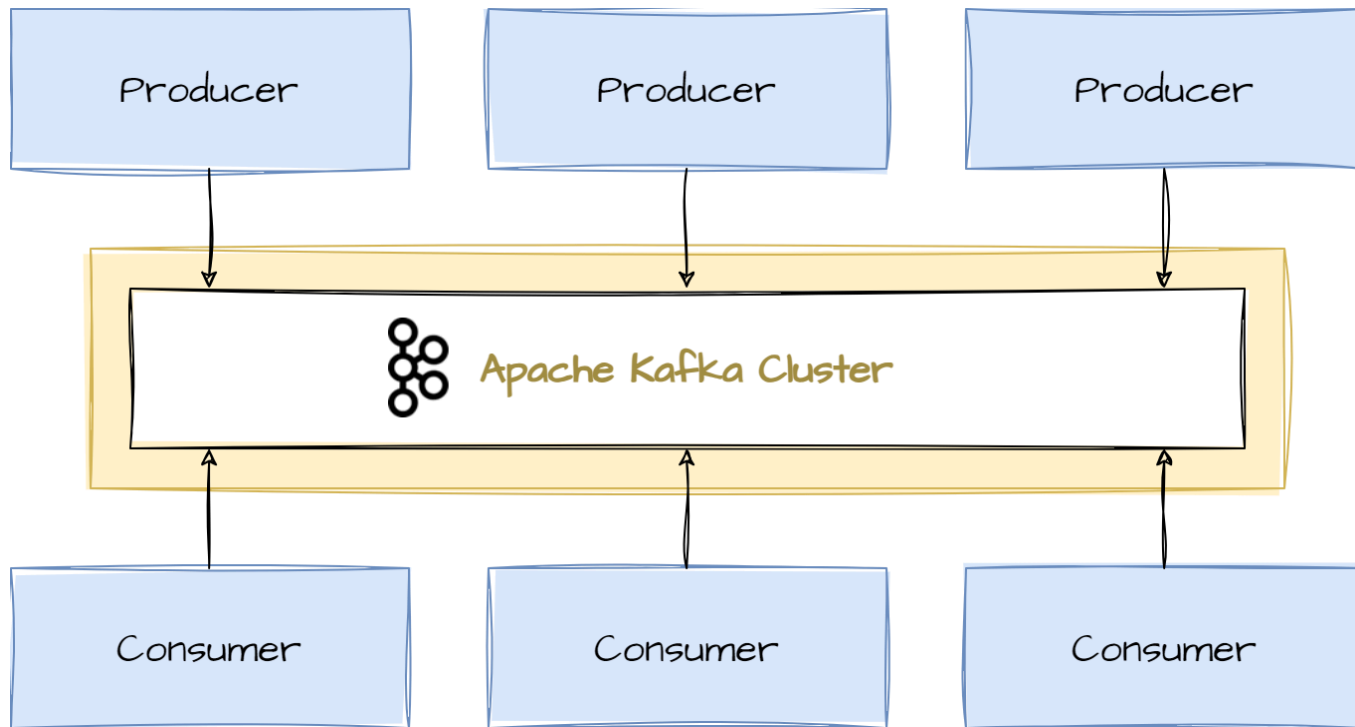 Producer
Producer
Producer
Apache Kafka Cluster
Consumer
Consumer
Consumer